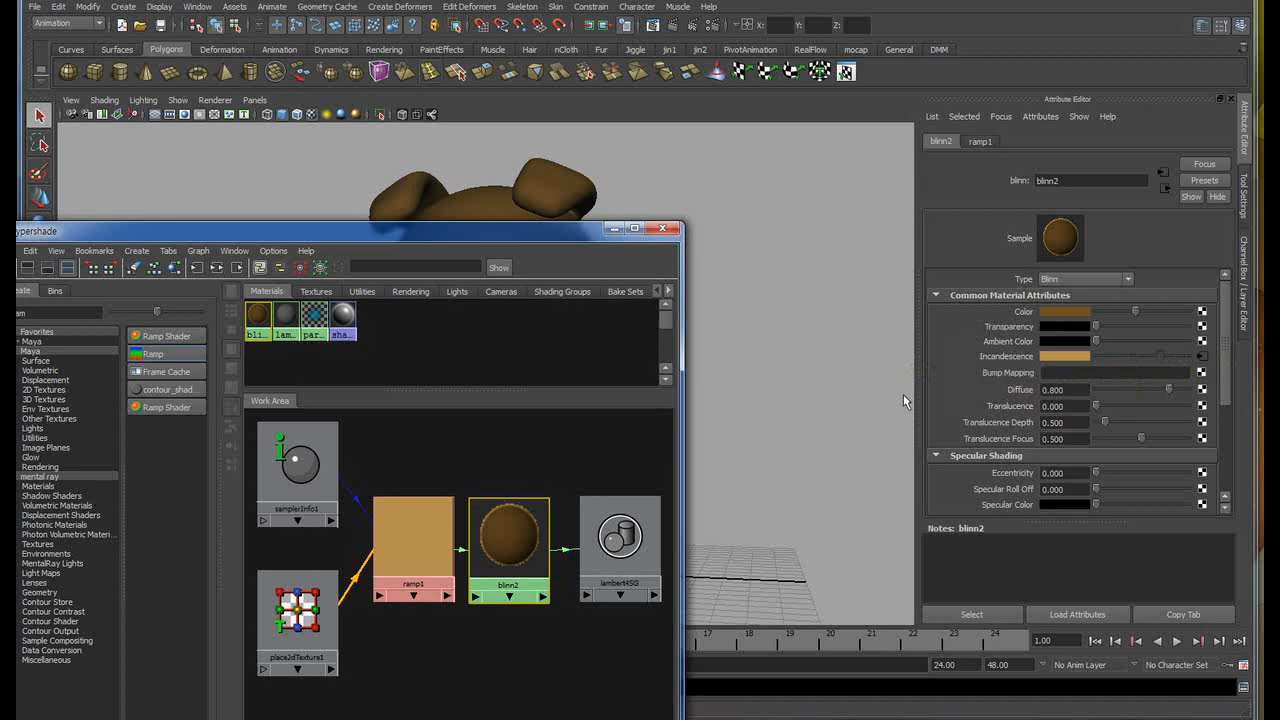 File Edit Modify Create Display Window Assets Animate Geometry Cache Create Deformers Edit Deformers Skeleton Skin Constrain Character Muscle Help
Animation X: Y: Z:
Curves Surfaces Polygons Deformation Animation Dynamics Rendering PaintEffects Muscle Hair nCloth Fur Jiggle jin1 jin2 PivotAnimation RealFlow mocap General DMM
View Shading Lighting Show Renderer Panels
Attribute Editor
List Selected Focus Attributes Show Help
blinn2 ramp1
blinn: blinn2
Focus
Presets
Show Hide
Sample
Type Blinn
Common Material Attributes
Color
Transparency
Ambient Color
Incandescence
Bump Mapping
Diffuse 0.800
Translucence 0.000
Translucence Depth 0.500
Translucence Focus 0.500
Specular Shading
Eccentricity 0.000
Specular Roll Off 0.000
Specular Color
Notes: blinn2
Select Load Attributes Copy Tab
Attribute Editor
Tool Settings
Channel Box / Layer Editor
ypershade
Edit View Bookmarks Create Tabs Graph Window Options Help
Show
eate Bins
am
Favorites
Maya
Maya
Surface
Volumetric
Displacement
2D Textures
3D Textures
Env Textures
Other Textures
Lights
Utilities
Image Planes
Glow
Rendering
mental ray
Materials
Shadow Shaders
Volumetric Materials
Displacement Shaders
Photonic Materials
Photon Volumetric Materi...
Textures
Environments
MentalRay Lights
Light Maps
Lenses
Geometry
Contour Store
Contour Contrast
Contour Shader
Contour Output
Sample Compositing
Data Conversion
Miscellaneous
Ramp Shader
Ramp
Frame Cache
contour_shad
Ramp Shader
Materials Textures Utilities Rendering Lights Cameras Shading Groups Bake Sets
bli... lam... par... sha...
Work Area
samplerInfo1
ramp1
blinn2
lambert4SG
place2dTexture1
17 18 19 20 21 22 23 24 1.00
24.00 48.00 No Anim Layer No Character Set